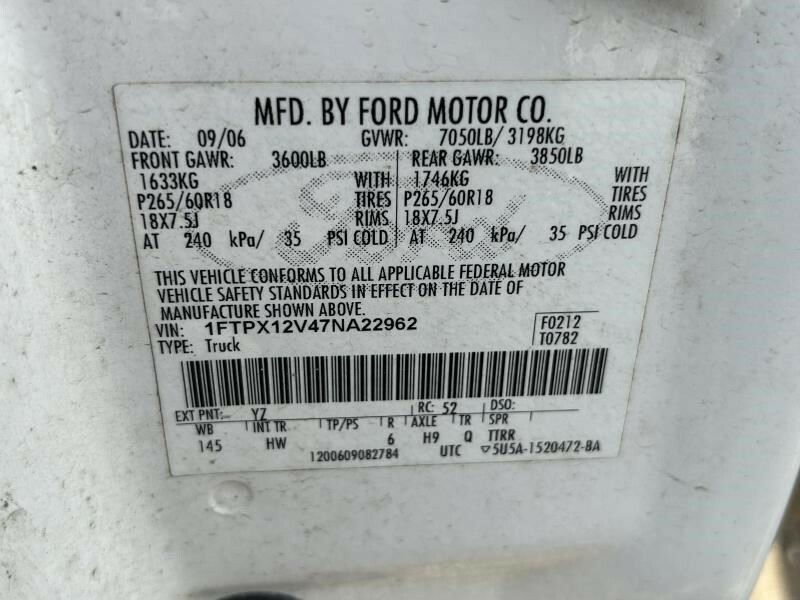 MFD. BY FORD MOTOR CO.
DATE: 09/06 GVWR: 7050LB/ 3198KG
FRONT GAWR: 3600LB REAR GAWR: 3850LB
1633KG WITH 1746KG WITH
P265/60R18 TIRES P265/60R18 TIRES
18X7.5J RIMS 18X7.5J RIMS
AT 240 kPa/ 35 PSI COLD AT 240 kPa/ 35 PSI COLD
Ford
THIS VEHICLE CONFORMS TO ALL APPLICABLE FEDERAL MOTOR
VEHICLE SAFETY STANDARDS IN EFFECT ON THE DATE OF
MANUFACTURE SHOWN ABOVE.
VIN: 1FTPX12V47NA22962 F0212
TYPE: Truck T0782
EXT PNT: YZ RC: 52 DSO:
WB INT TR TP/PS R AXLE TR SPR
145 HW 6 H9 Q TTRR
1200609082784 UTC ▽5U5A-1520472-BA